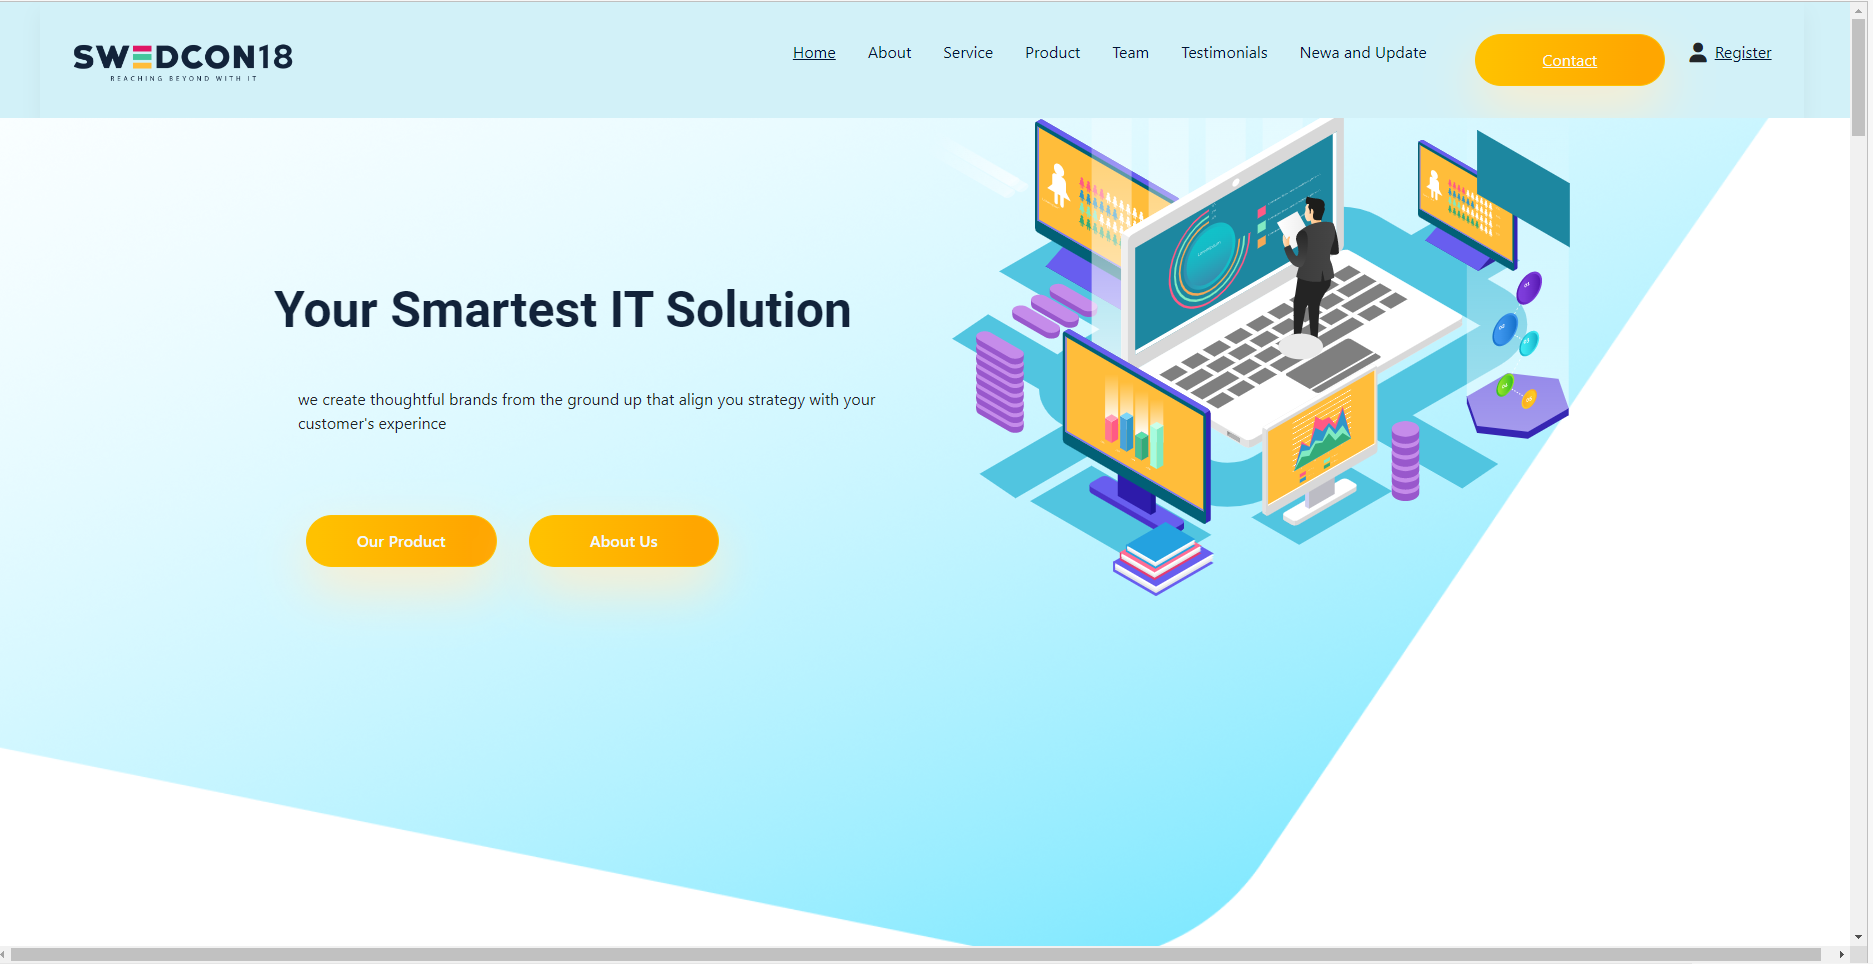 SWEDCON18
REACHING BEYOND WITH IT
Home About Service Product Team Testimonials Newa and Update Contact Register
Your Smartest IT Solution
we create thoughtful brands from the ground up that align you strategy with your
customer's experince
Our Product About Us